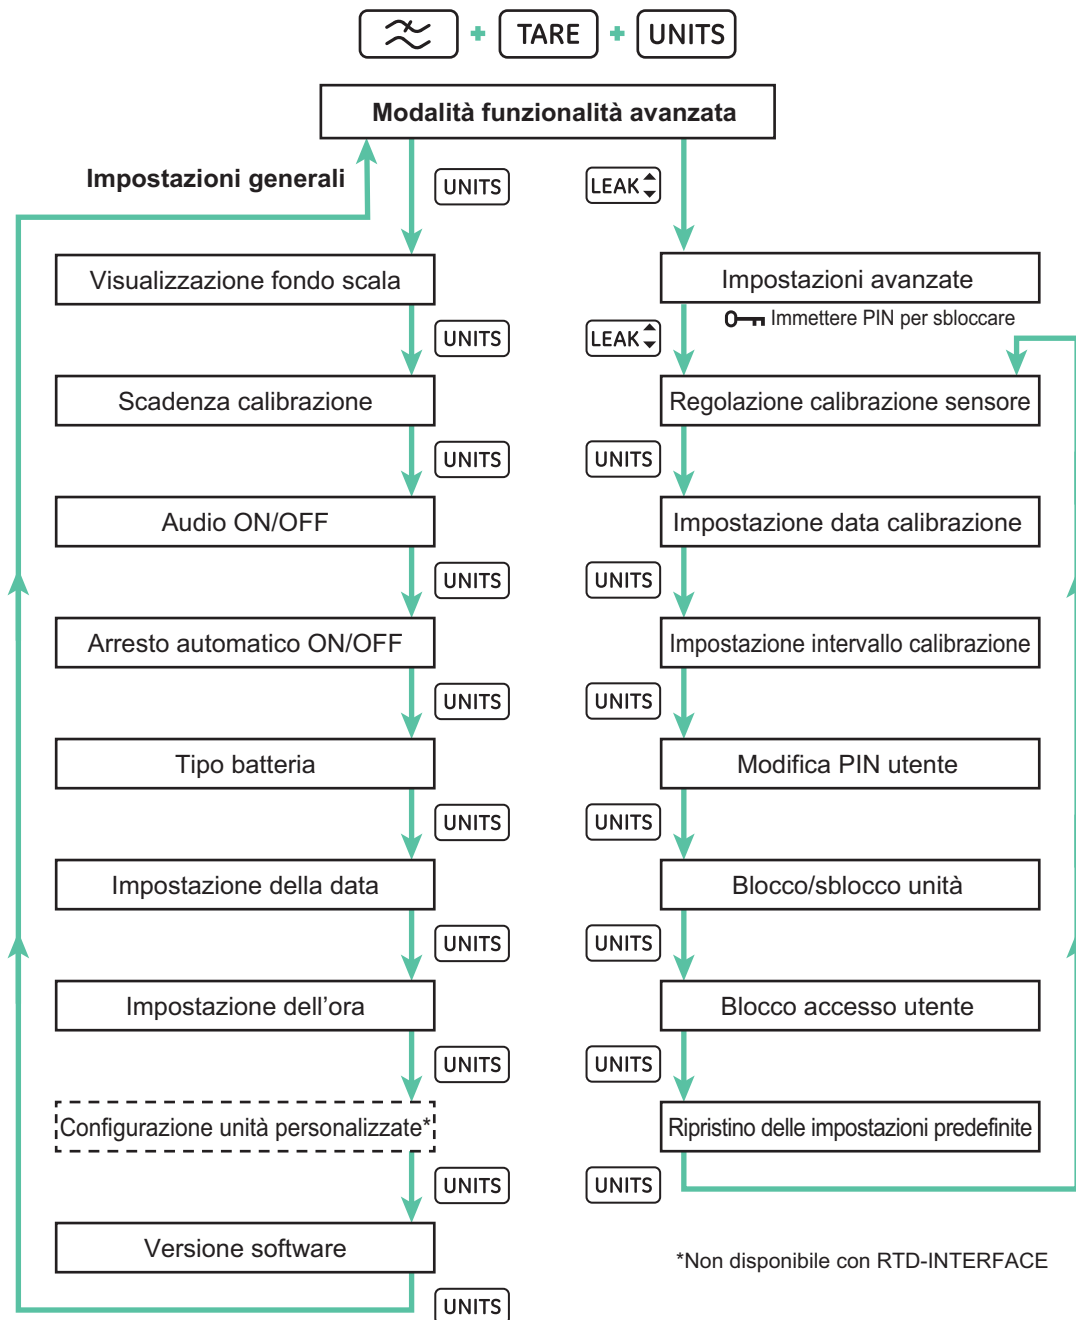 TARE UNITS
Modalità funzionalità avanzata
Impostazioni generali
UNITS
LEAK
Visualizzazione fondo scala
Impostazioni avanzate
Immettere PIN per sbloccare
UNITS
LEAK
Scadenza calibrazione
Regolazione calibrazione sensore
UNITS
UNITS
Audio ON/OFF
Impostazione data calibrazione
UNITS
UNITS
Arresto automatico ON/OFF
Impostazione intervallo calibrazione
UNITS
UNITS
Tipo batteria
Modifica PIN utente
UNITS
UNITS
Impostazione della data
Blocco/sblocco unità
UNITS
UNITS
Impostazione dell’ora
Blocco accesso utente
UNITS
UNITS
Configurazione unità personalizzate*
Ripristino delle impostazioni predefinite
UNITS
UNITS
Versione software
*Non disponibile con RTD-INTERFACE
UNITS